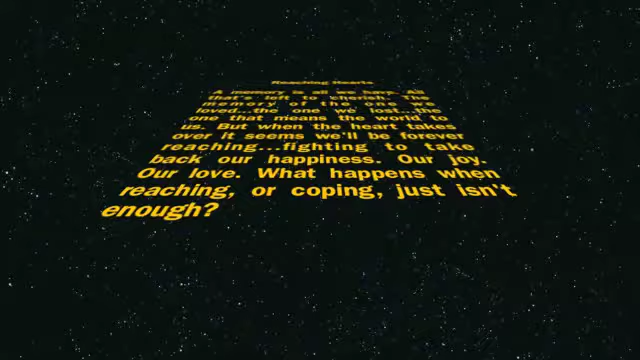 Reaching Hearts
A memory is all we have. All
that's left to cherish. The
memory of the one we
loved...the one we lost...the
one that means the world to
us. But when the heart takes
over it seems we'll be forever
reaching...fighting to take
back our happiness. Our joy.
Our love. What happens when
reaching, or coping, just isn't
enough?